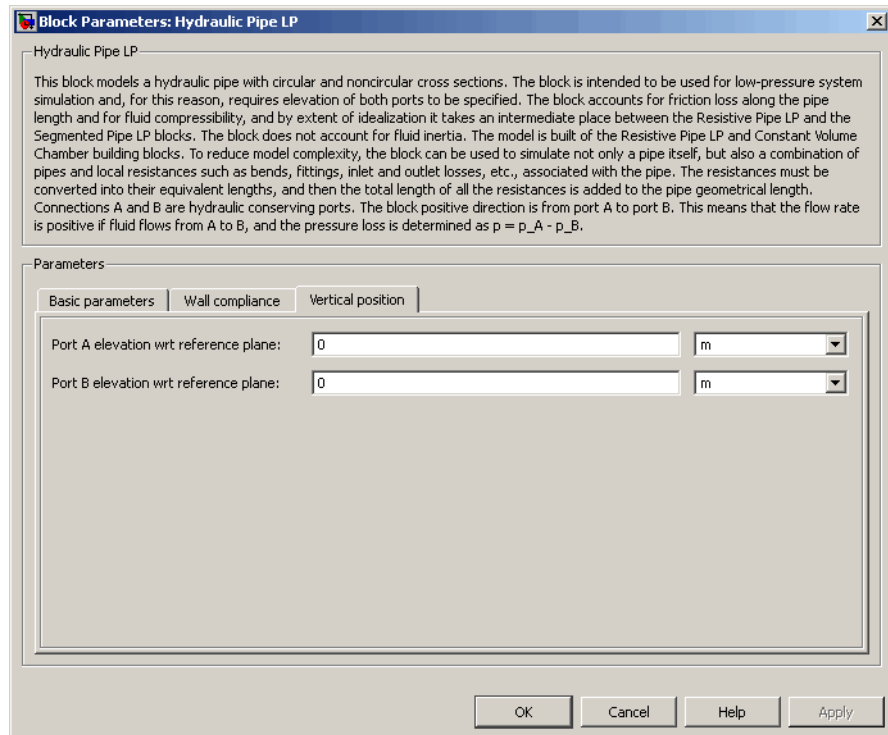 Block Parameters: Hydraulic Pipe LP
Hydraulic Pipe LP
This block models a hydraulic pipe with circular and noncircular cross sections. The block is intended to be used for low-pressure system
simulation and, for this reason, requires elevation of both ports to be specified. The block accounts for friction loss along the pipe
length and for fluid compressibility, and by extent of idealization it takes an intermediate place between the Resistive Pipe LP and the
Segmented Pipe LP blocks. The block does not account for fluid inertia. The model is built of the Resistive Pipe LP and Constant Volume
Chamber building blocks. To reduce model complexity, the block can be used to simulate not only a pipe itself, but also a combination of
pipes and local resistances such as bends, fittings, inlet and outlet losses, etc., associated with the pipe. The resistances must be
converted into their equivalent lengths, and then the total length of all the resistances is added to the pipe geometrical length.
Connections A and B are hydraulic conserving ports. The block positive direction is from port A to port B. This means that the flow rate
is positive if fluid flows from A to B, and the pressure loss is determined as p = p_A - p_B.
Parameters
Basic parameters Wall compliance Vertical position
Port A elevation wrt reference plane: 0 m
Port B elevation wrt reference plane: 0 m
OK Cancel Help Apply